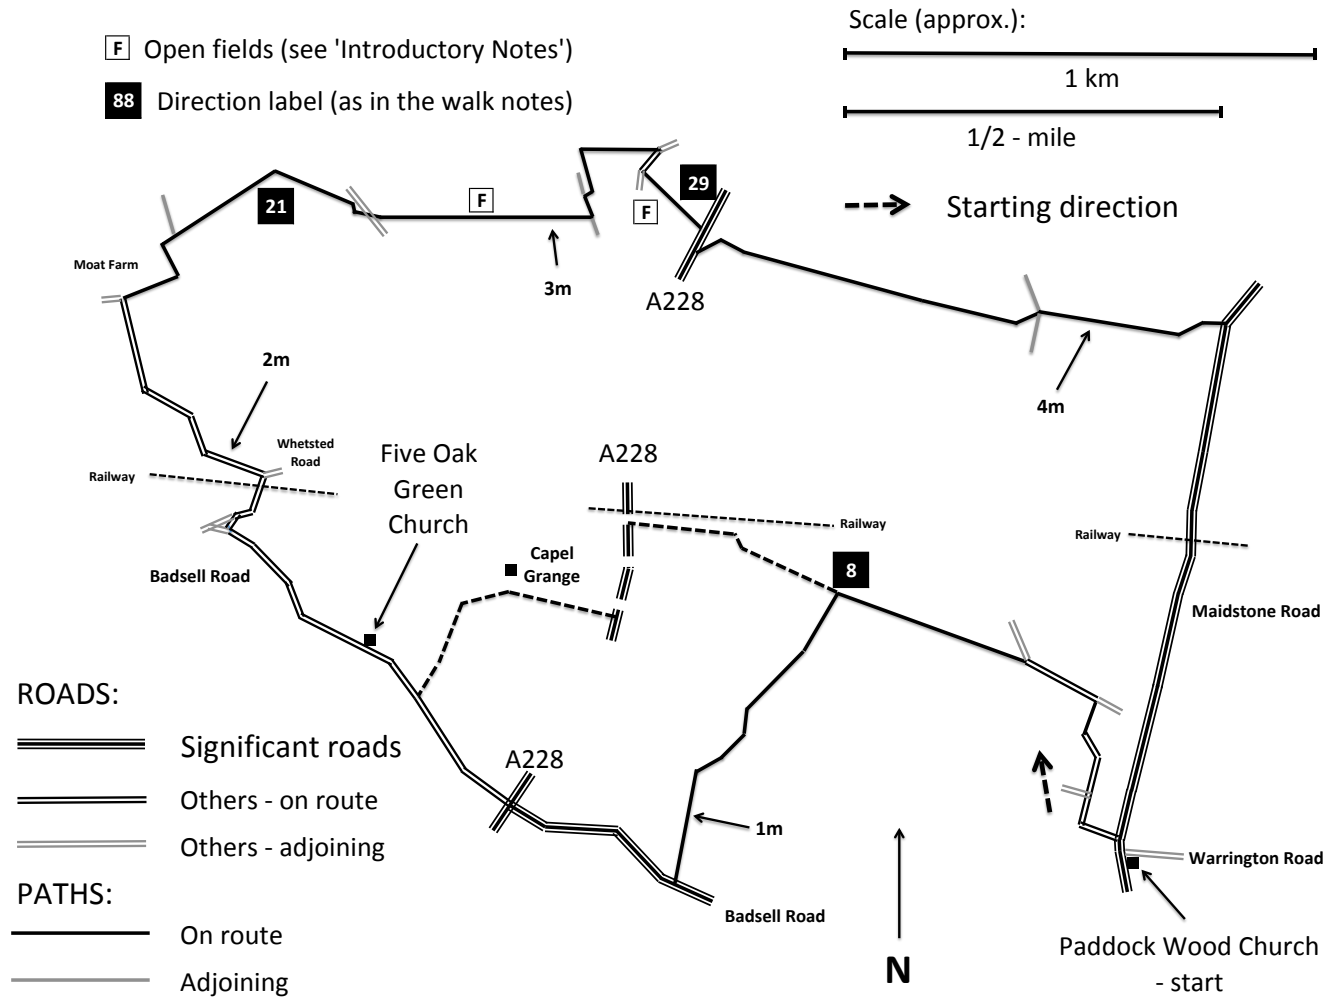 Scale (approx.):
F Open fields (see 'Introductory Notes')
1 km
88 Direction label (as in the walk notes)
1/2 - mile
29
21
F
F
Starting direction
Moat Farm
3m
A228
2m
4m
Whetsted
Road
Five Oak
Green
Church
A228
Railway
Railway
Railway
Capel
Grange
8
Badsell Road
Maidstone Road
ROADS:
Significant roads
A228
Others - on route
1m
Others - adjoining
Warrington Road
PATHS:
Badsell Road
On route
N
Paddock Wood Church
- start
Adjoining